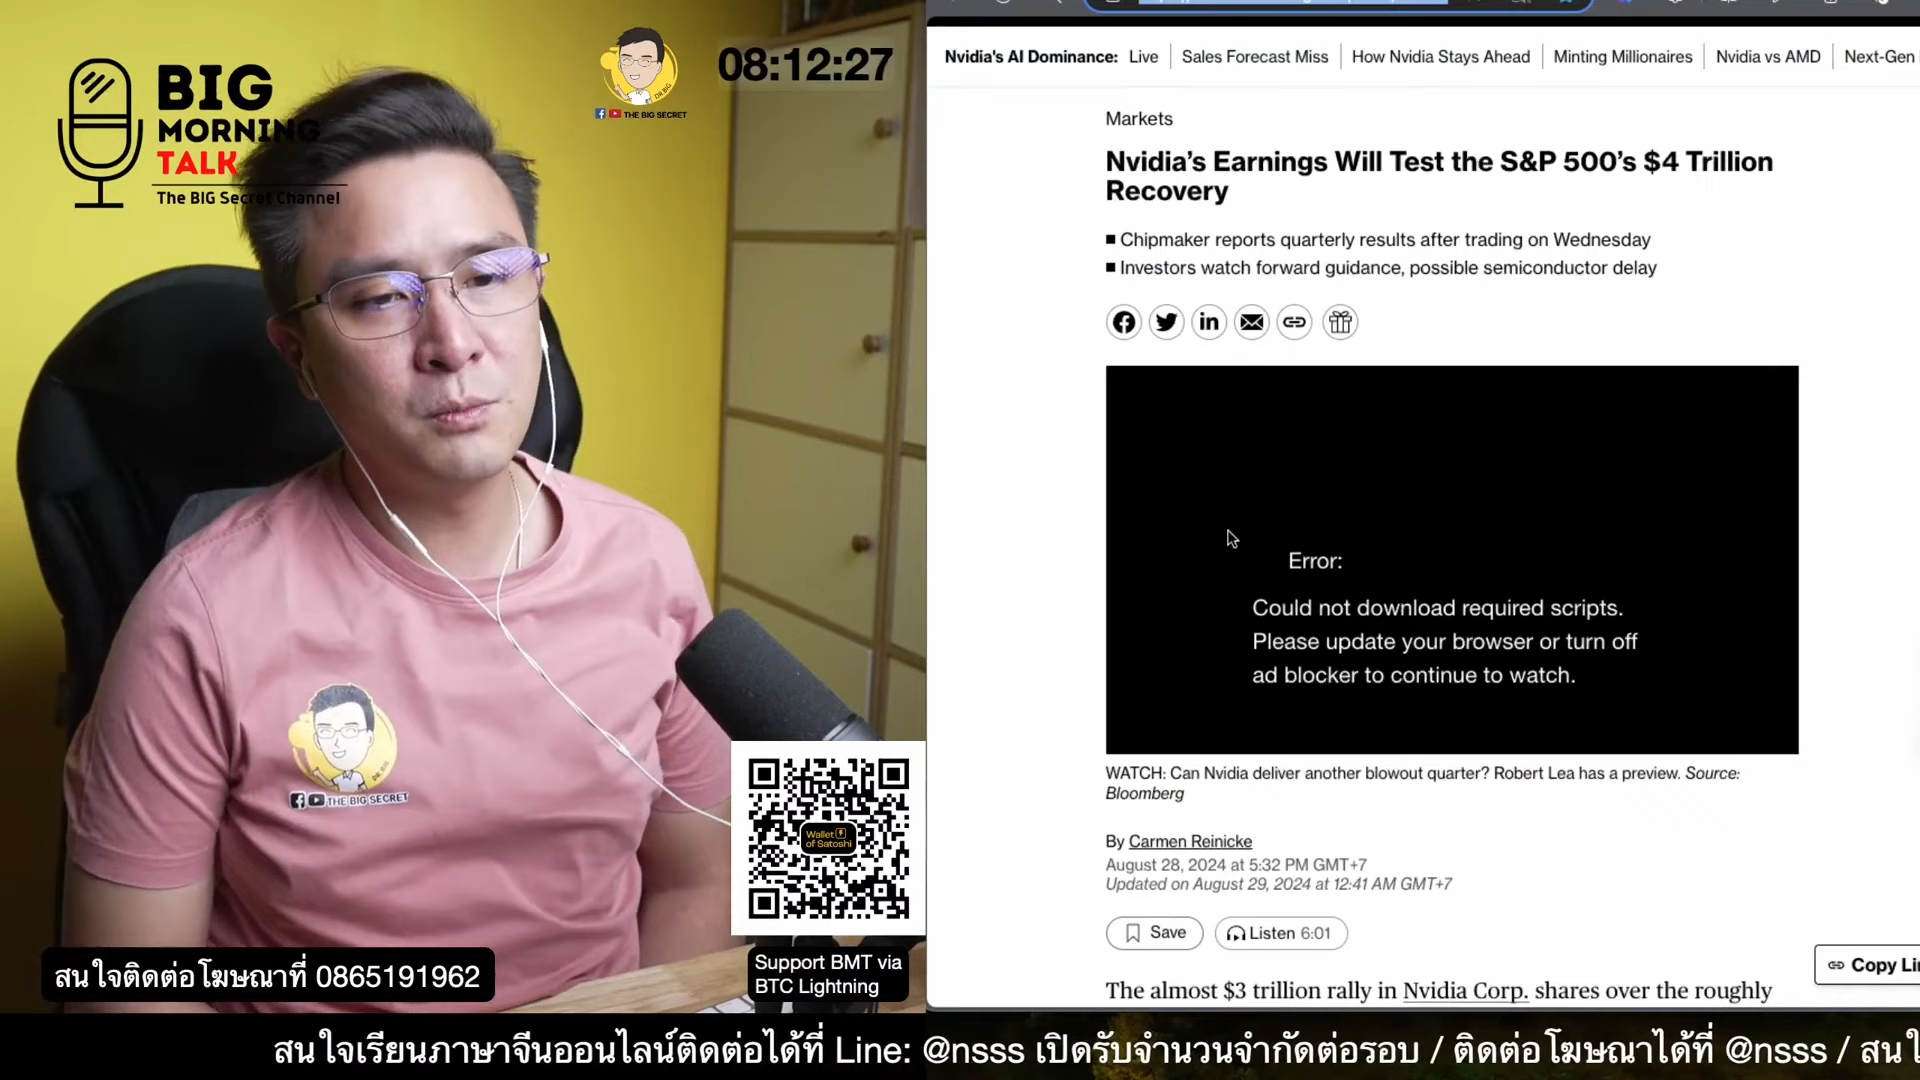 BIG
MORNING
TALK
The BIG Secret Channel
DR.BIG
THE BIG SECRET
08:12:27
DR.BIG
THE BIG SECRET
Wallet
of Satoshi
Support BMT via
BTC Lightning
สนใจติดต่อโฆษณาที่ 0865191962
Nvidia's AI Dominance: Live Sales Forecast Miss How Nvidia Stays Ahead Minting Millionaires Nvidia vs AMD Next-Gen
Markets
Nvidia’s Earnings Will Test the S&P 500’s $4 Trillion
Recovery
■ Chipmaker reports quarterly results after trading on Wednesday
■ Investors watch forward guidance, possible semiconductor delay
Error:
Could not download required scripts.
Please update your browser or turn off
ad blocker to continue to watch.
WATCH: Can Nvidia deliver another blowout quarter? Robert Lea has a preview. Source:
Bloomberg
By Carmen Reinicke
August 28, 2024 at 5:32 PM GMT+7
Updated on August 29, 2024 at 12:41 AM GMT+7
Save
Listen 6:01
Copy Li
The almost $3 trillion rally in Nvidia Corp. shares over the roughly
สนใจเรียนภาษาจีนออนไลน์ติดต่อได้ที่ Line: @nsss เปิดรับจำนวนจำกัดต่อรอบ / ติดต่อโฆษณาได้ที่ @nsss / สนใ